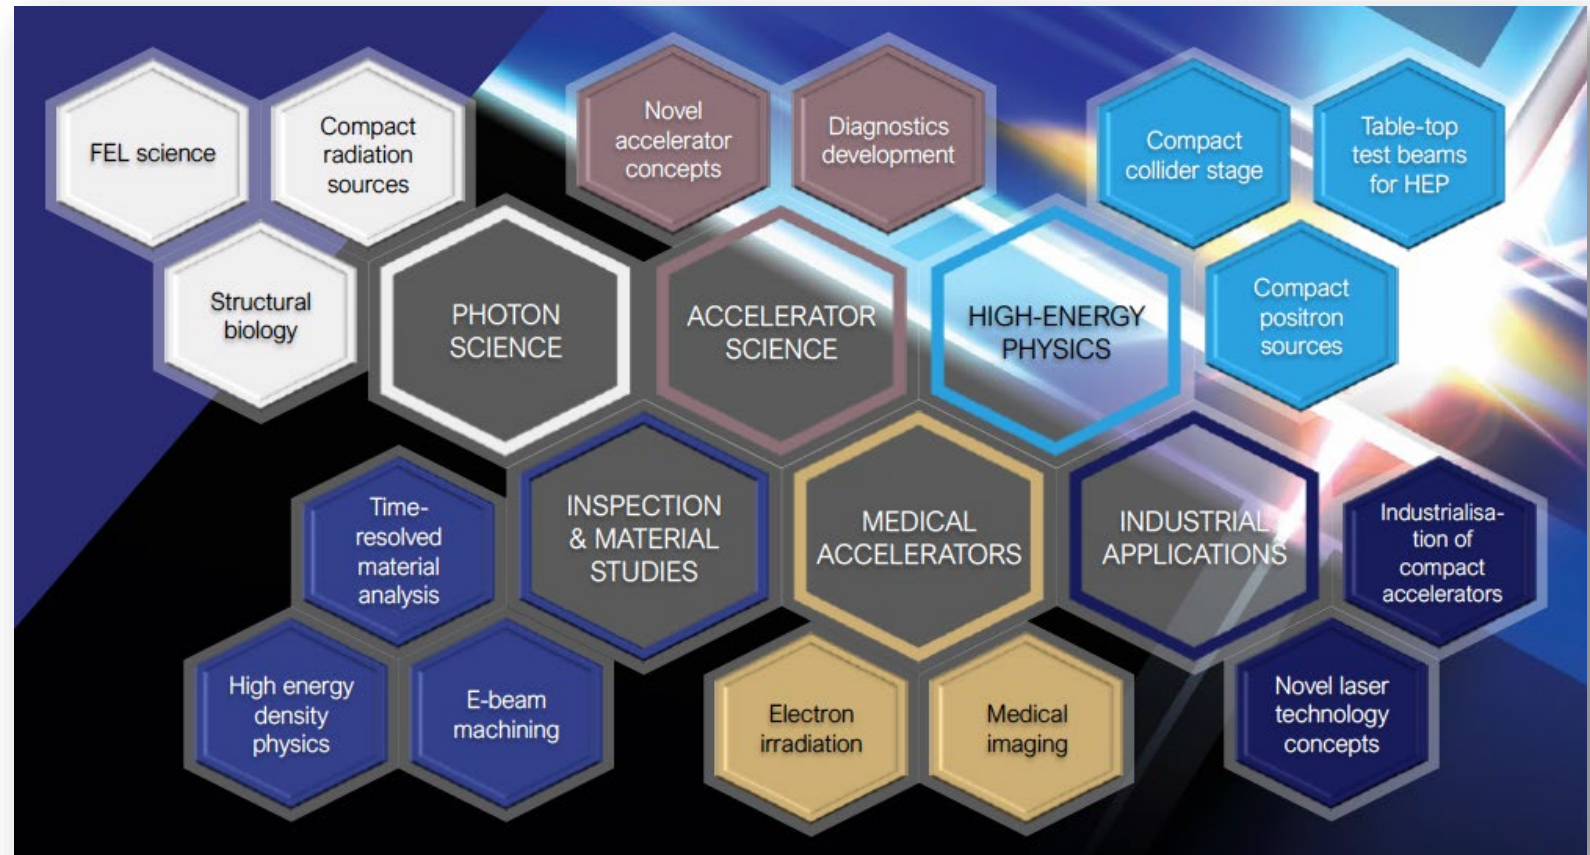 FEL science
Compact
radiation
sources
Structural
biology
PHOTON
SCIENCE
Novel
accelerator
concepts
Diagnostics
development
ACCELERATOR
SCIENCE
Compact
collider stage
Table-top
test beams
for HEP
Compact
positron
sources
HIGH-ENERGY
PHYSICS
Time-
resolved
material
analysis
High energy
density
physics
E-beam
machining
INSPECTION
& MATERIAL
STUDIES
MEDICAL
ACCELERATORS
Electron
irradiation
Medical
imaging
INDUSTRIAL
APPLICATIONS
Industrialisa-
tion of
compact
accelerators
Novel laser
technology
concepts